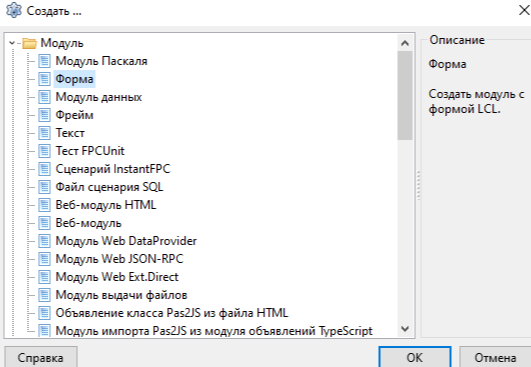 Создать ...
Модуль
Модуль Паскаля
Форма
Модуль данных
Фрейм
Текст
Тест FPCUnit
Сценарий InstantFPC
Файл сценария SQL
Веб-модуль HTML
Веб-модуль
Модуль Web DataProvider
Модуль Web JSON-RPC
Модуль Web Ext.Direct
Модуль выдачи файлов
Объявление класса Pas2JS из файла HTML
Модуль импорта Pas2JS из модуля объявлений TypeScript
Описание
Форма
Создать модуль с
формой LCL.
Справка
ОК
Отмена